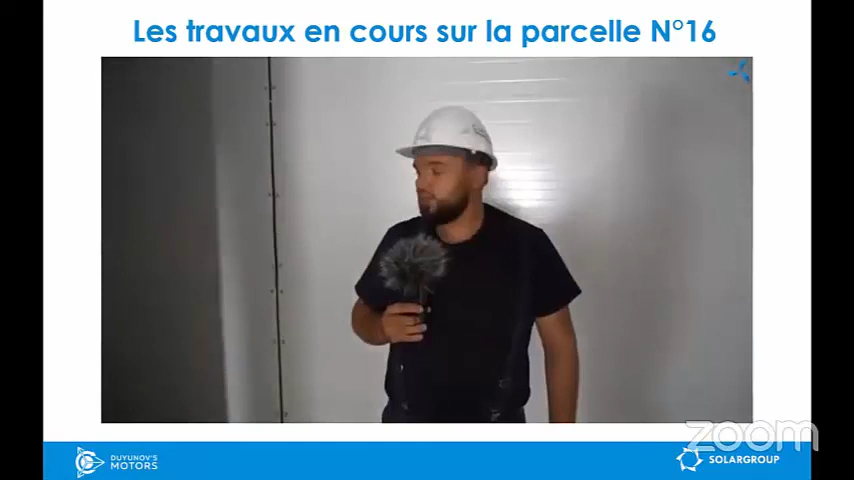 Les travaux en cours sur la parcelle N°16
zoom
DUYUNOV'S
MOTORS
SOLARGROUP